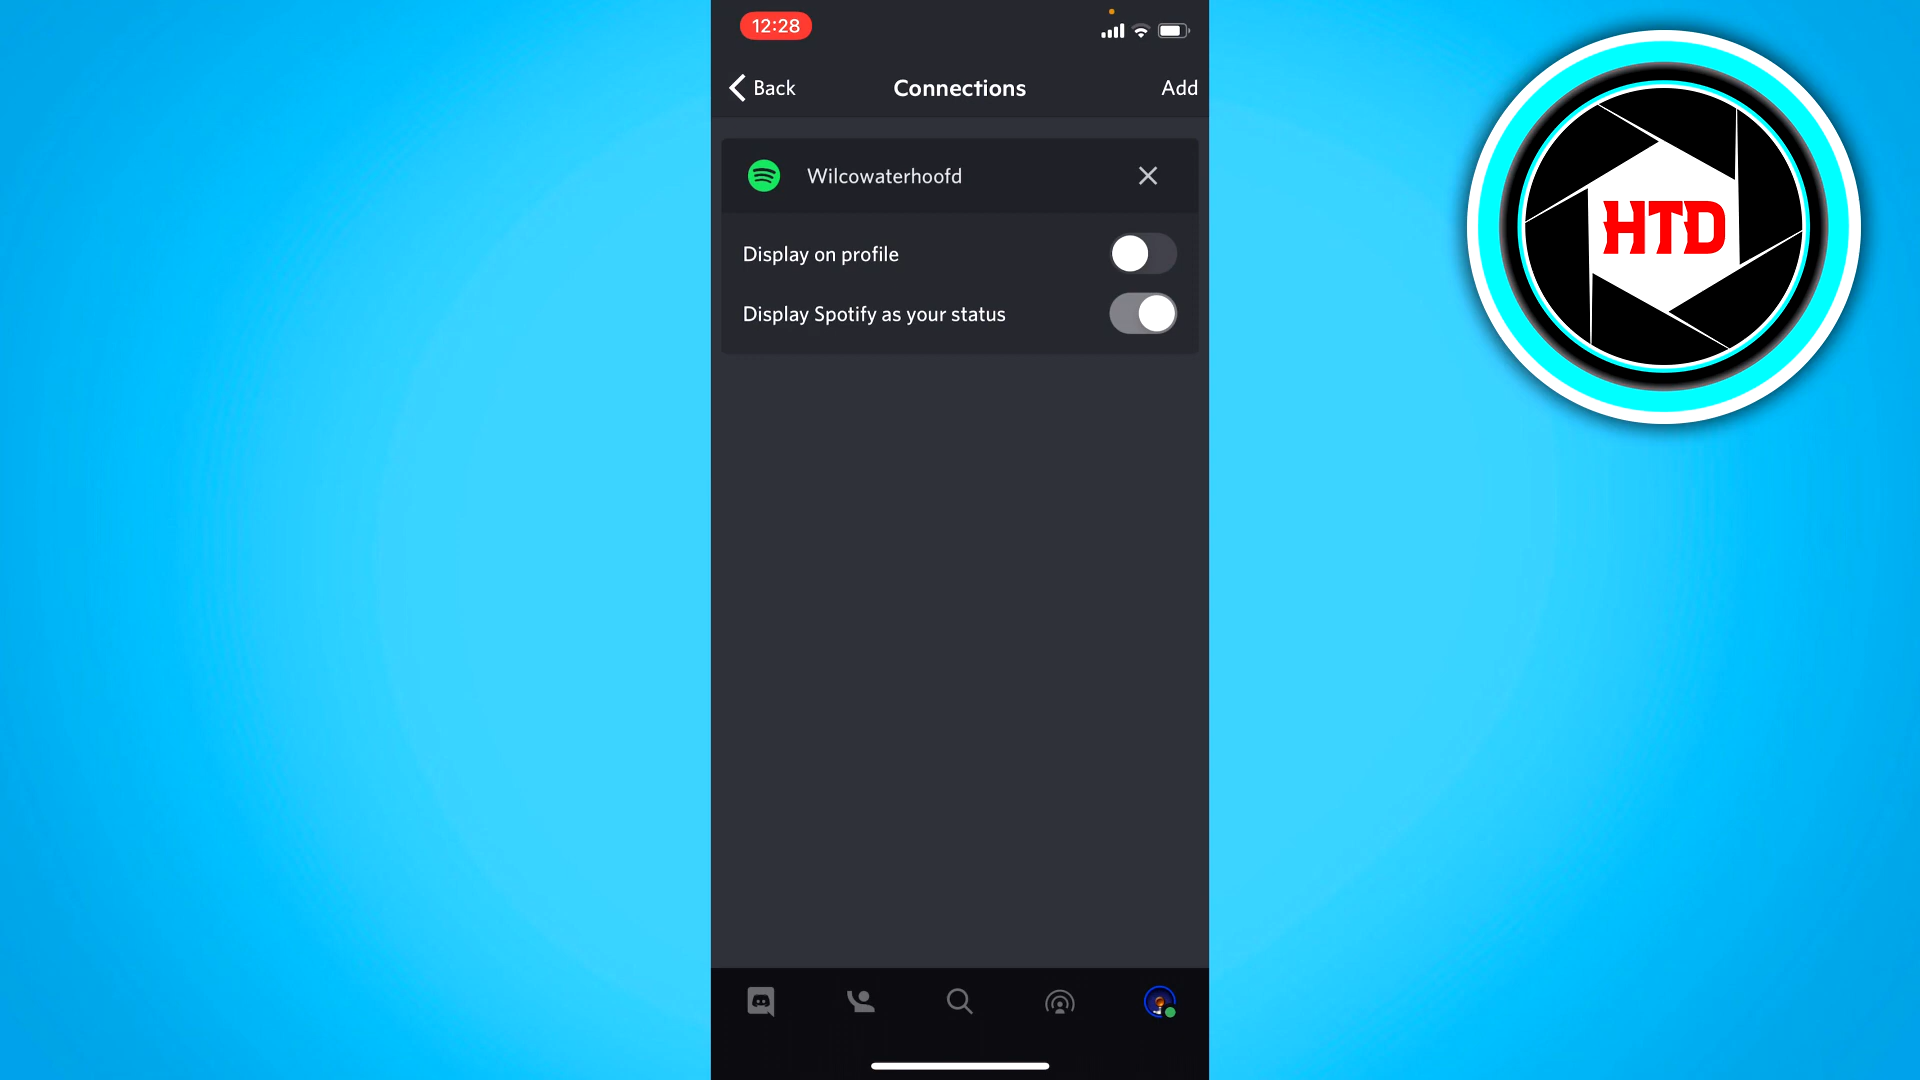 12:28
Back
Connections
Add
Wilcowaterhoofd
Display on profile
Display Spotify as your status
HTD